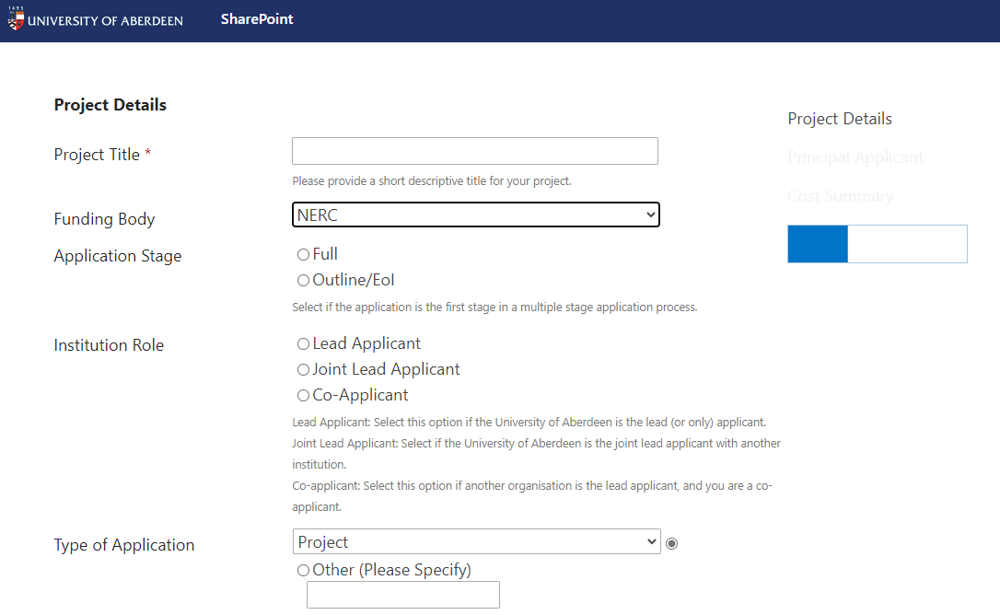 1495
UNIVERSITY OF ABERDEEN SharePoint
Project Details
Project Title *
Please provide a short descriptive title for your project.
Funding Body NERC
Application Stage Full
Outline/EoI
Select if the application is the first stage in a multiple stage application process.
Institution Role Lead Applicant
Joint Lead Applicant
Co-Applicant
Lead Applicant: Select this option if the University of Aberdeen is the lead (or only) applicant.
Joint Lead Applicant: Select if the University of Aberdeen is the joint lead applicant with another
institution.
Co-applicant: Select this option if another organisation is the lead applicant, and you are a co-
applicant.
Type of Application Project
Other (Please Specify)
Project Details
Principal Applicant
Cost Summary